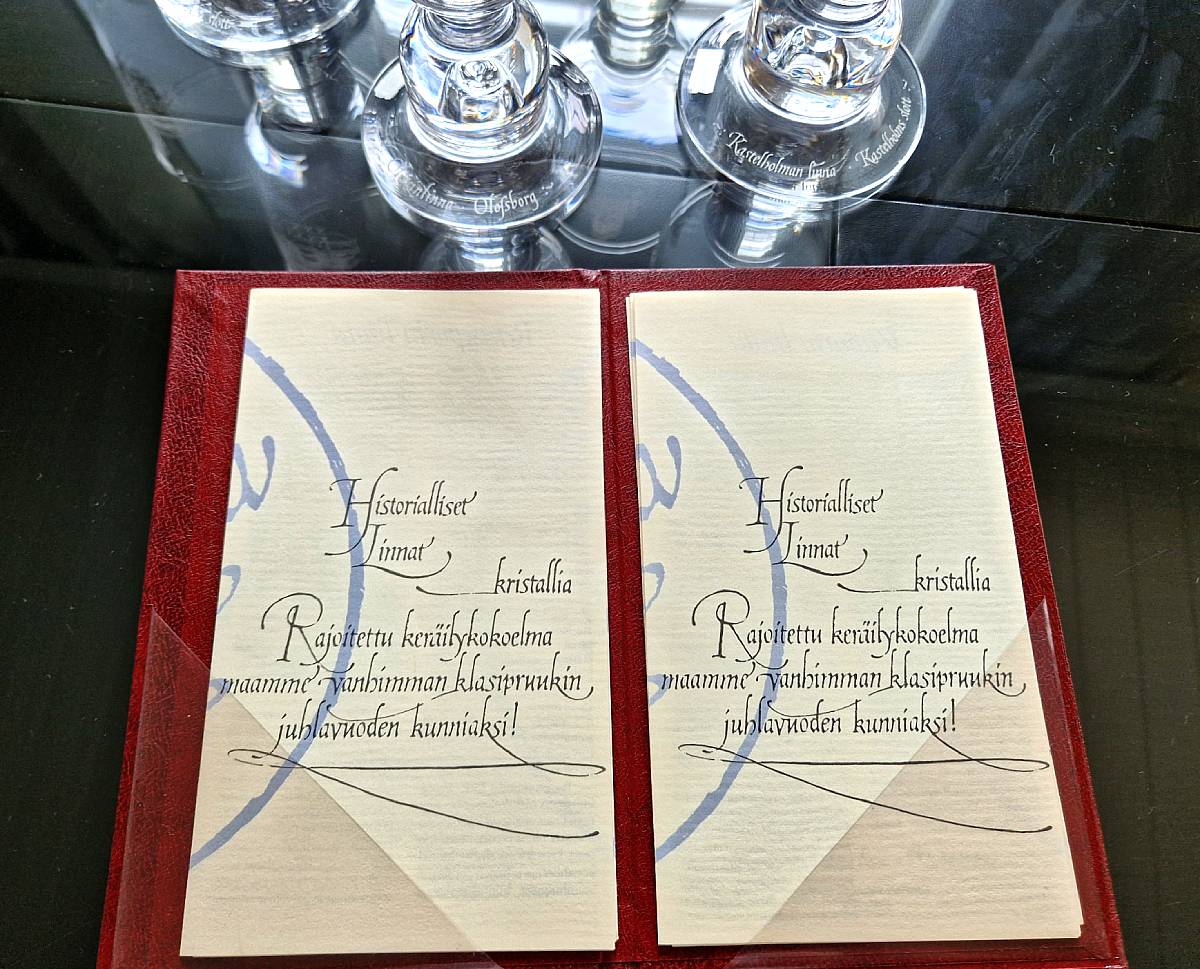 Olofsborg
Kastelholman linna Kastelholms slott
Historialliset
Linnat
kristallia
Rajoitettu keräilykokoelma
maamme vanhimman klasipruukin
juhlavuoden kunniaksi!
Historialliset
Linnat
kristallia
Rajoitettu keräilykokoelma
maamme vanhimman klasipruukin
juhlavuoden kunniaksi!